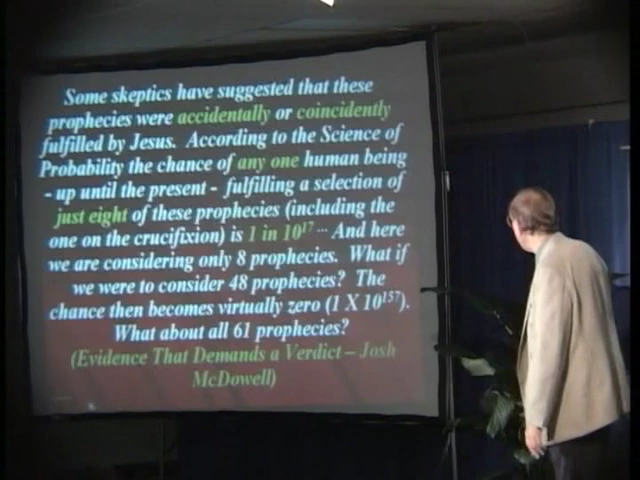 Some skeptics have suggested that these
prophecies were accidentally or coincidently
fulfilled by Jesus. According to the Science of
Probability the chance of any one human being
- up until the present - fulfilling a selection of
just eight of these prophecies (including the
one on the crucifixion) is 1 in 10¹⁷ ... And here
we are considering only 8 prophecies. What if
we were to consider 48 prophecies? The
chance then becomes virtually zero (1 X 10¹⁵⁷).
What about all 61 prophecies?
(Evidence That Demands a Verdict – Josh
McDowell)